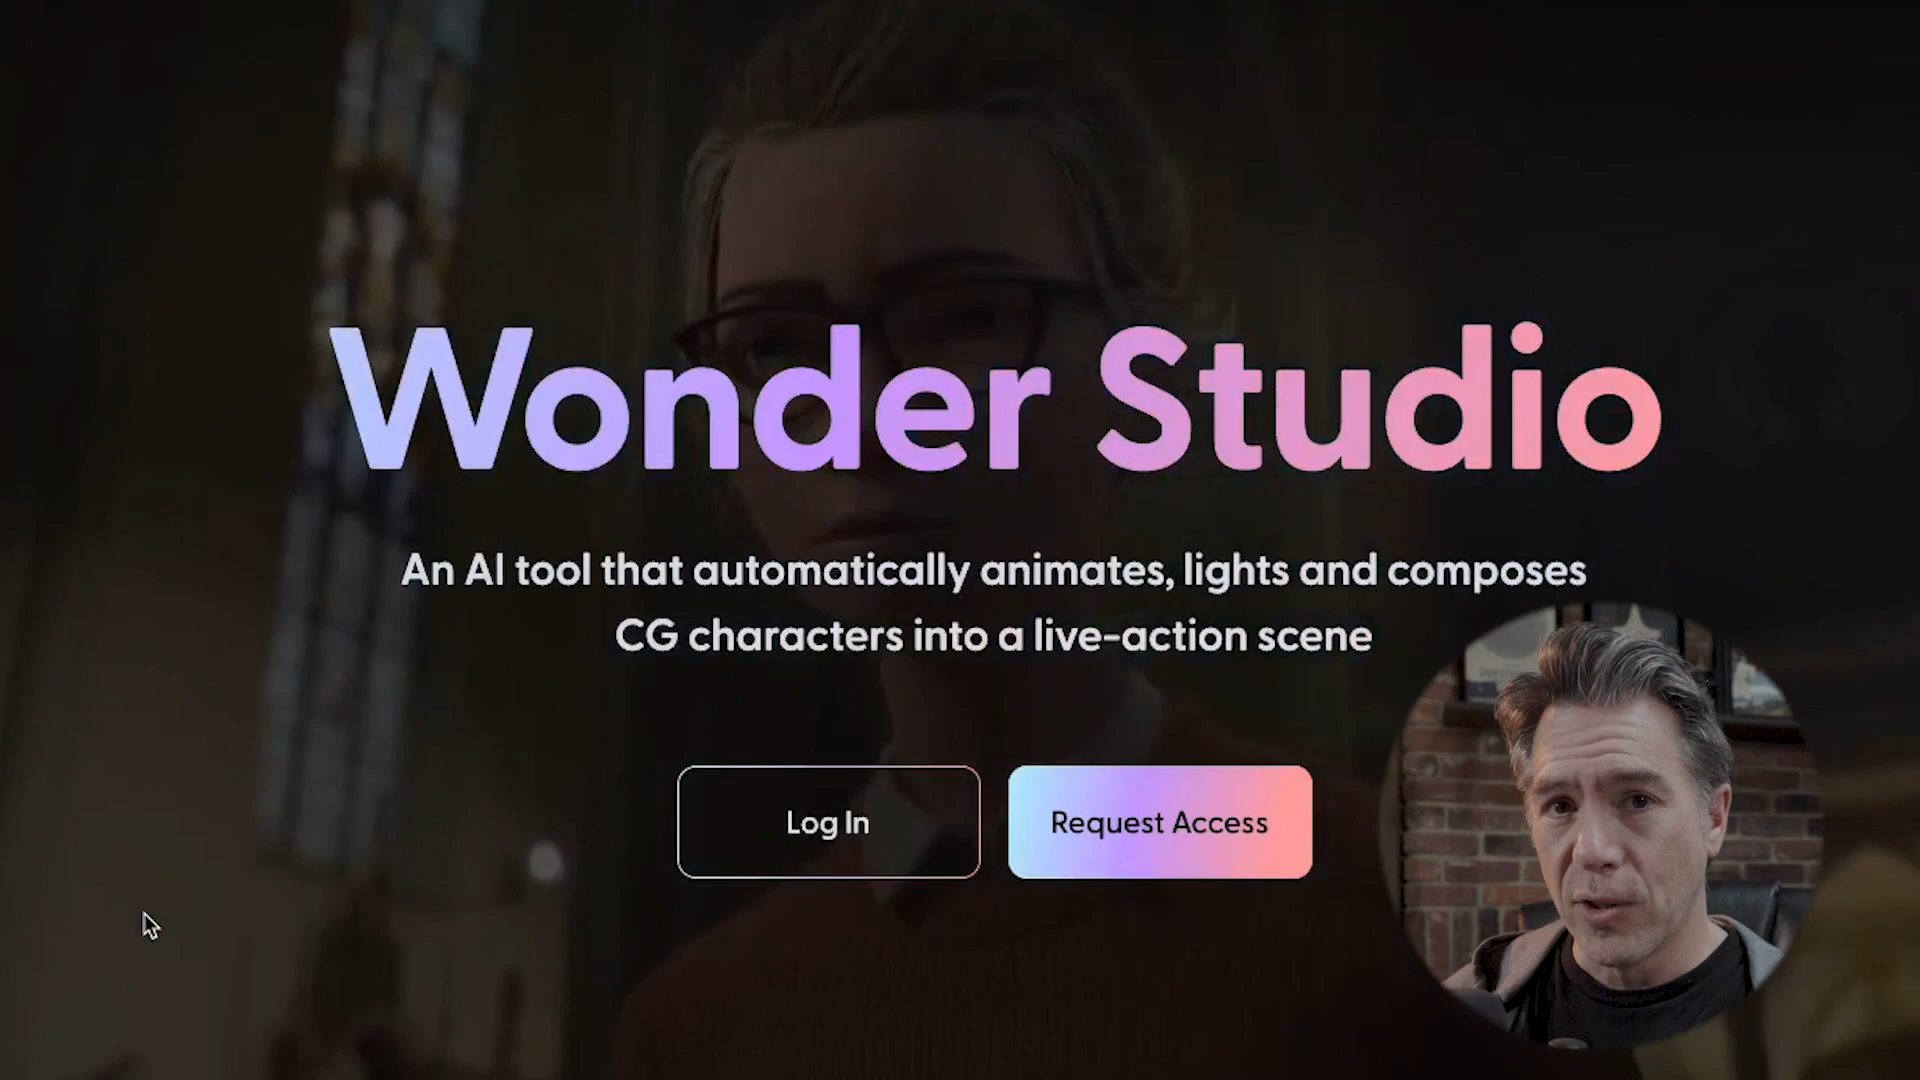 Wonder Studio
An AI tool that automatically animates, lights and composes
CG characters into a live-action scene
Log In
Request Access